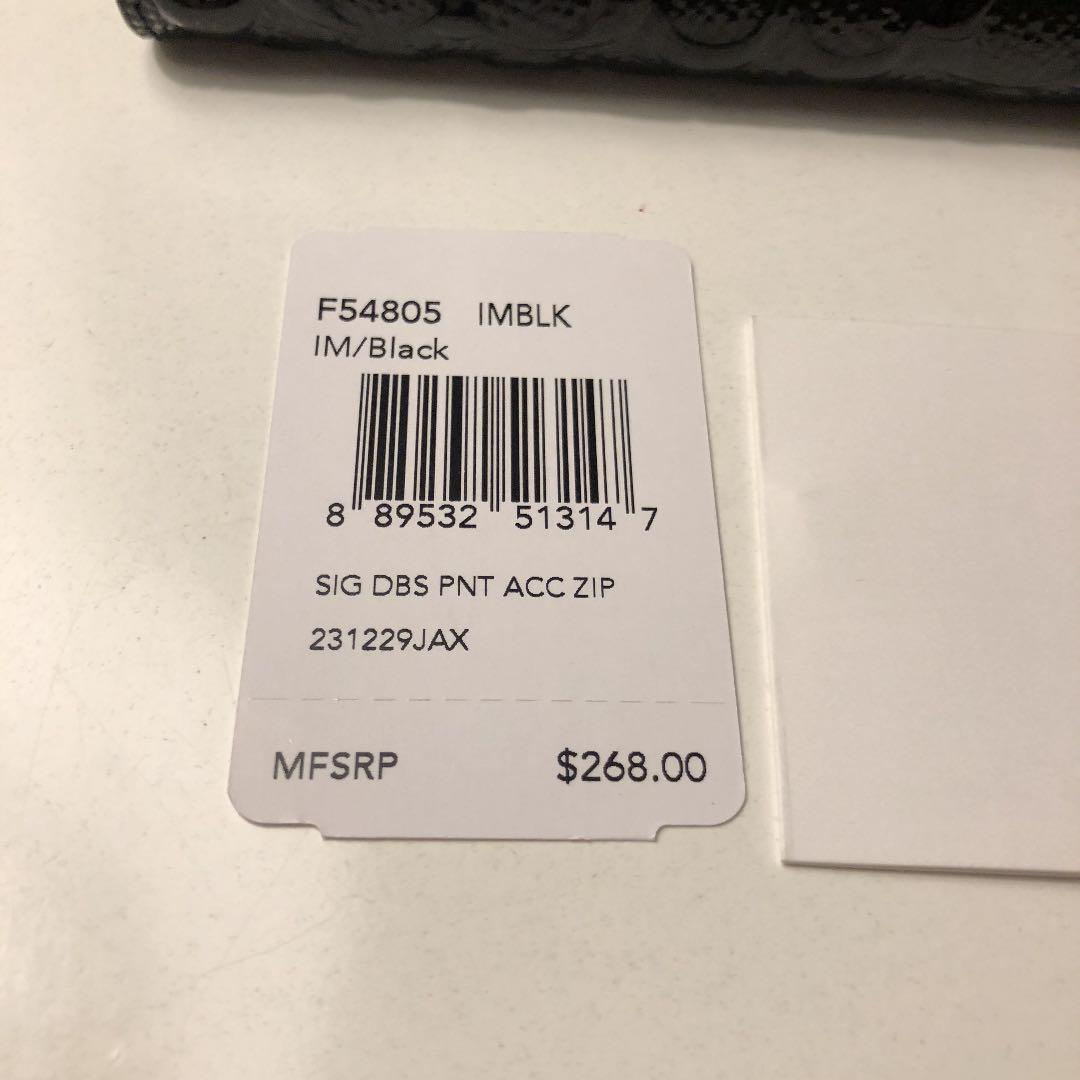 F54805 IMBLK
IM/Black
8 89532 51314 7
SIG DBS PNT ACC ZIP
231229JAX
MFSRP $268.00